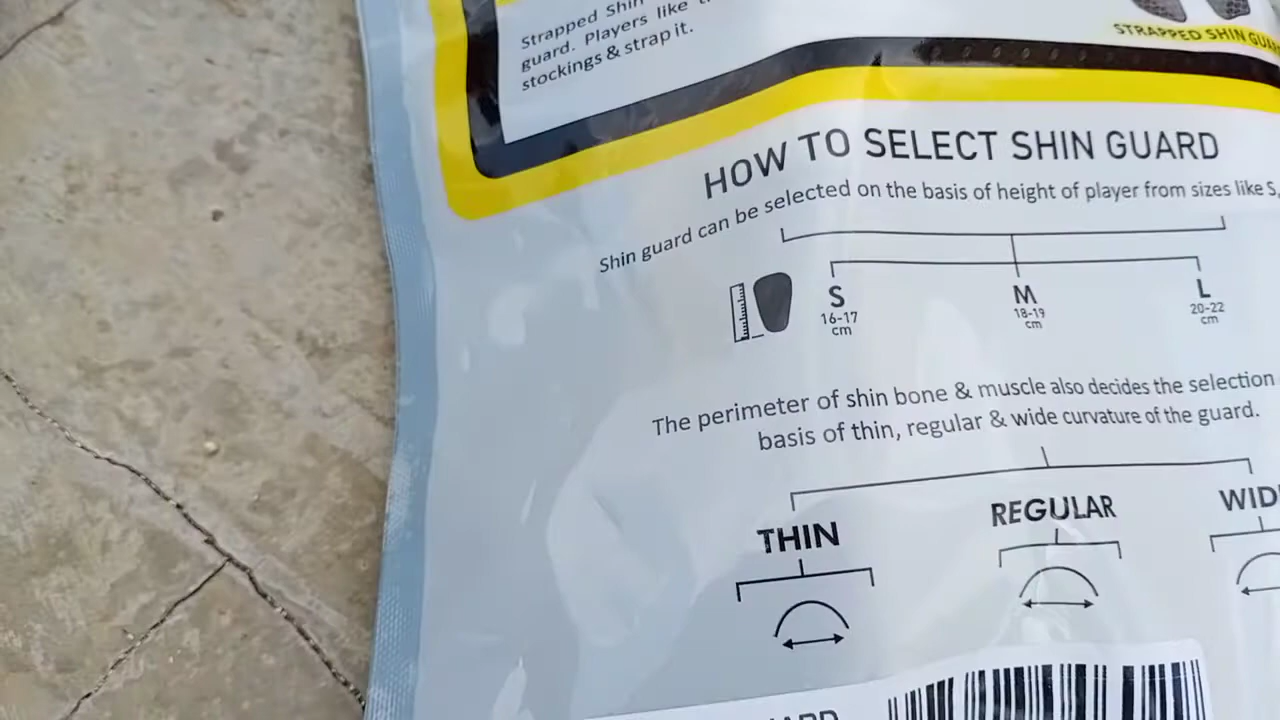 Strapped Shin
guard. Players like
stockings & strap it.
STRAPPED SHIN
HOW TO SELECT SHIN GUARD
Shin guard can be selected on the basis of height of player from sizes like S,
S
16-17
cm
M
18-19
cm
L
20-22
cm
The perimeter of shin bone & muscle also decides the selection
basis of thin, regular & wide curvature of the guard.
THIN
REGULAR